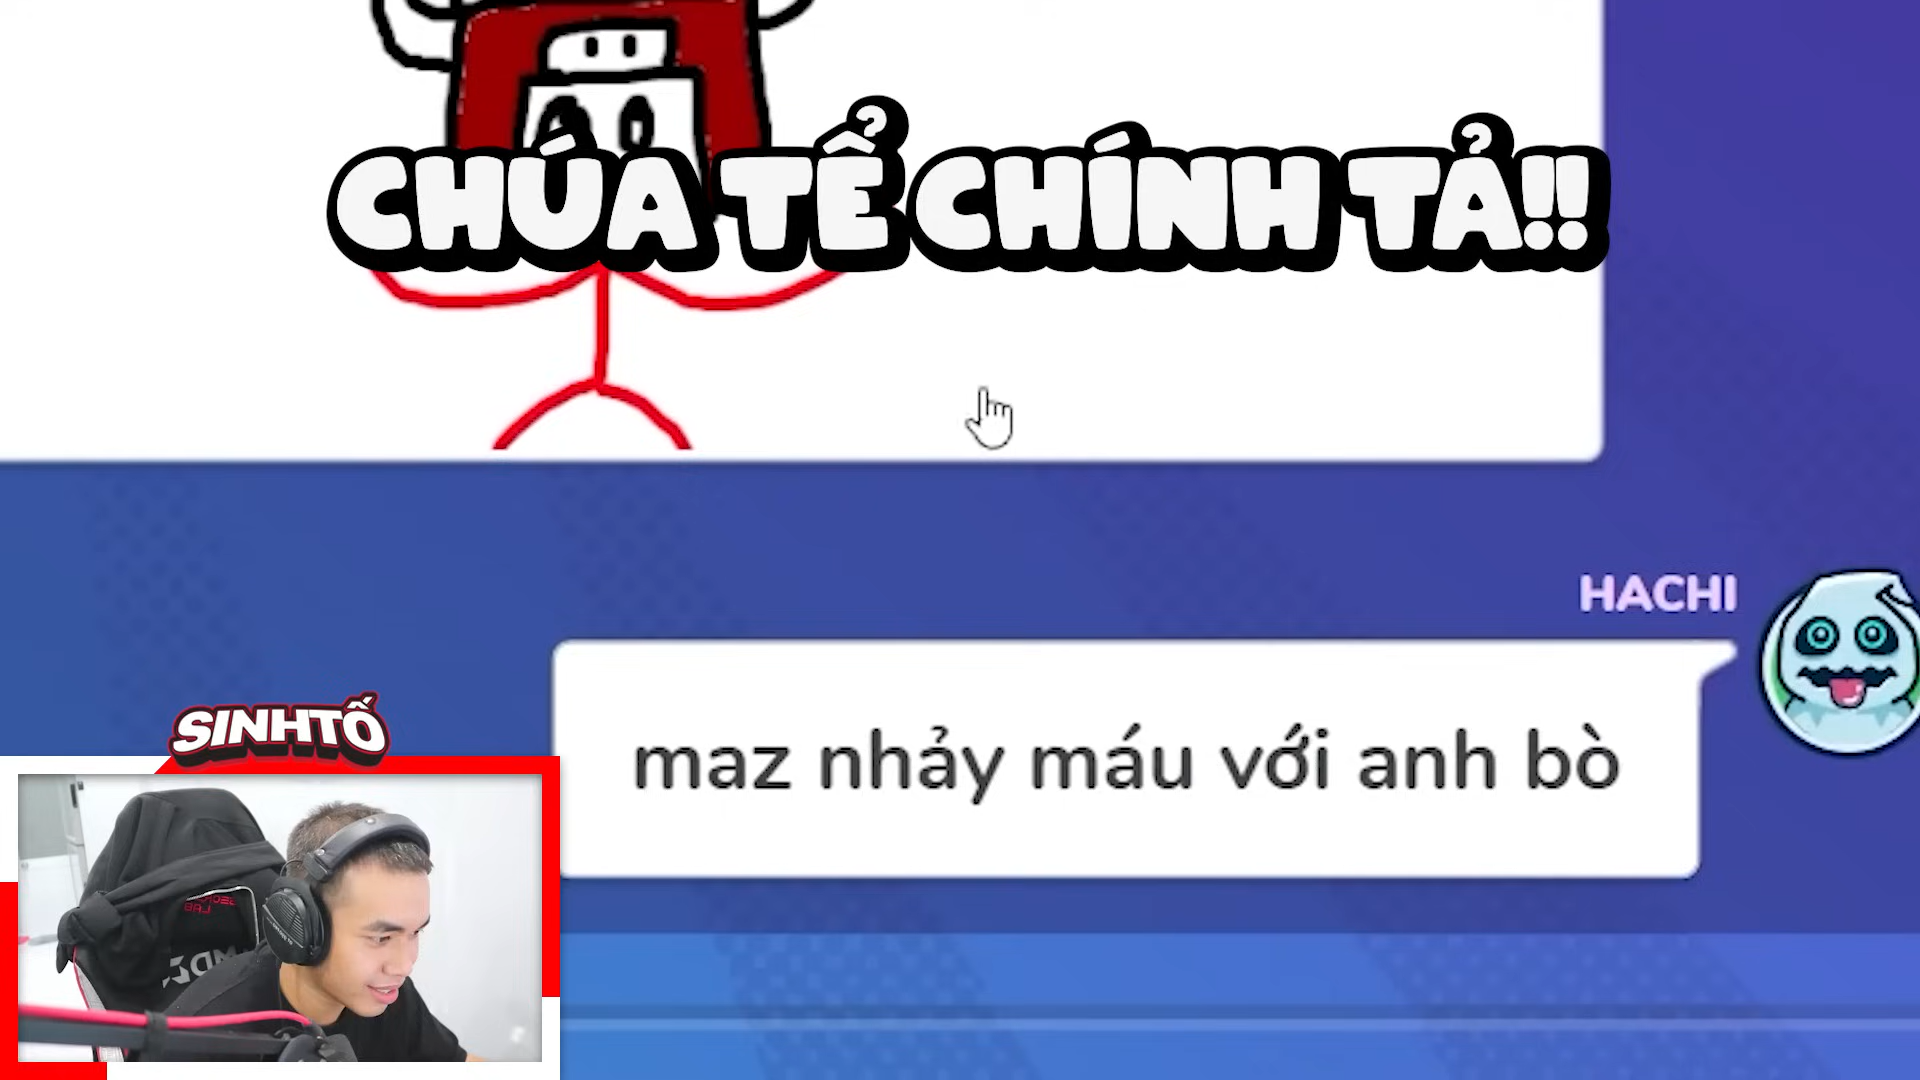 CHÚA TỂ CHÍNH TẢ!!
HACHI
maz nhảy máu với anh bò
SINHTỐ